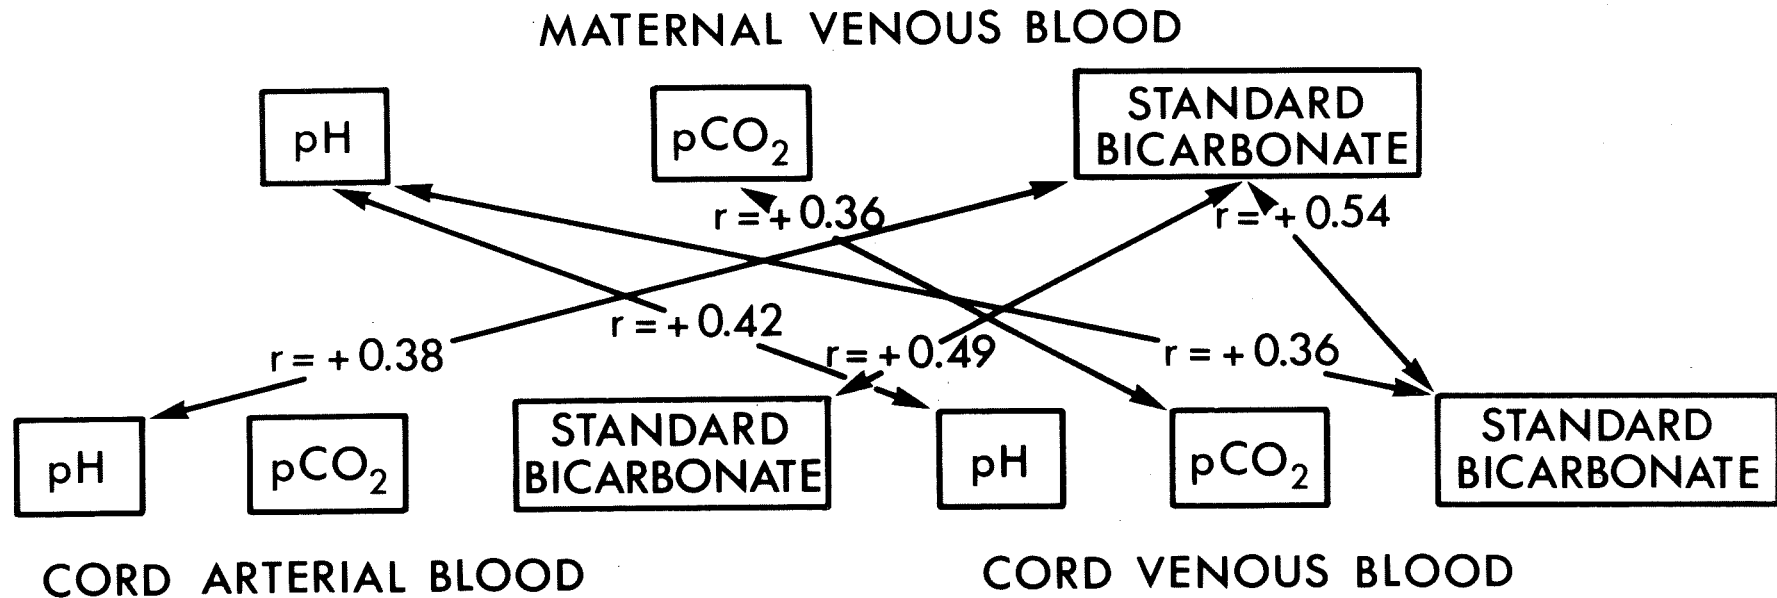 MATERNAL VENOUS BLOOD
pH
pCO₂
STANDARD
BICARBONATE
r = + 0.36
r = + 0.54
r = + 0.42
r = + 0.38
r = + 0.49
r = + 0.36
pH
pCO₂
STANDARD
BICARBONATE
pH
pCO₂
STANDARD
BICARBONATE
CORD ARTERIAL BLOOD
CORD VENOUS BLOOD